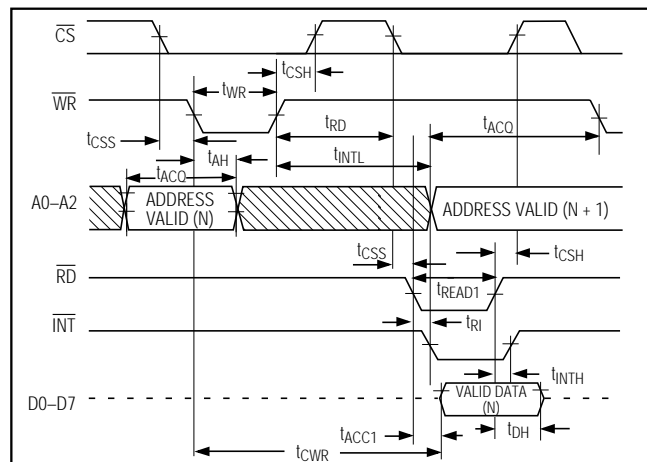 CS
tCSH
tWR
WR
tRD
tACQ
tCSS
tAH
tINTL
tACQ
A0–A2
ADDRESS
VALID (N)
ADDRESS VALID (N + 1)
tCSS
tCSH
RD
tREAD1
tRI
INT
tINTH
D0–D7
VALID DATA
(N)
tACC1
tDH
tCWR